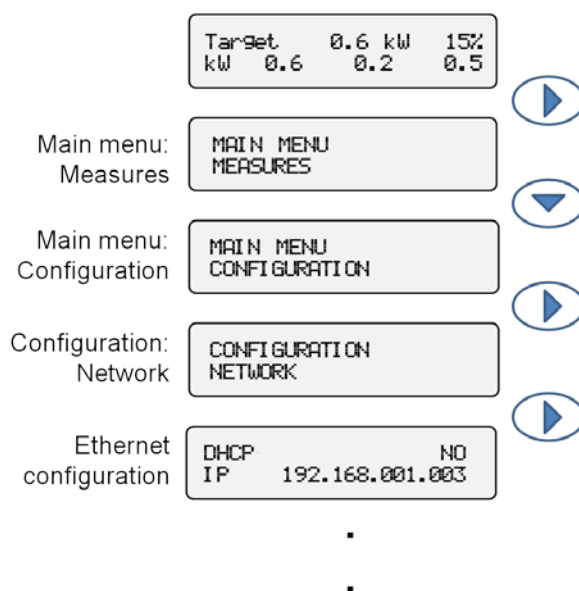 Target 0.6 kW 15%
kW 0.6 0.2 0.5
Main menu:
Measures
MAIN MENU
MEASURES
Main menu:
Configuration
MAIN MENU
CONFIGURATION
Configuration:
Network
CONFIGURATION
NETWORK
Ethernet
configuration
DHCP NO
IP 192.168.001.003